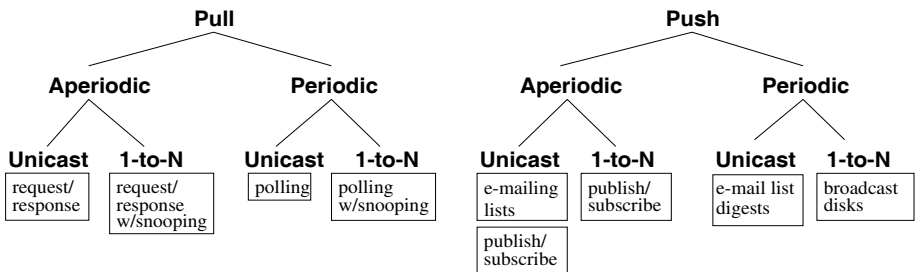 Pull Push
Aperiodic Periodic Aperiodic Periodic
Unicast 1-to-N Unicast 1-to-N Unicast 1-to-N Unicast 1-to-N
request/
response
request/
response
w/snooping
polling
polling
w/snooping
e-mailing
lists
publish/
subscribe
publish/
subscribe
e-mail list
digests
broadcast
disks